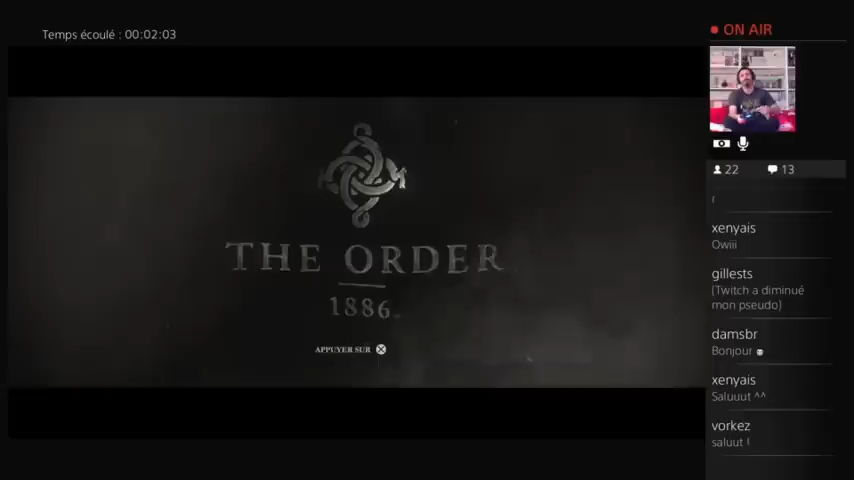 Temps écoulé : 00:02:03
THE ORDER
1886
APPUYER SUR
ON AIR
22 13
r
xenyais
Owiii
gillests
(Twitch a diminué
mon pseudo)
damsbr
Bonjour
xenyais
Saluuut ^^
vorkez
saluut !